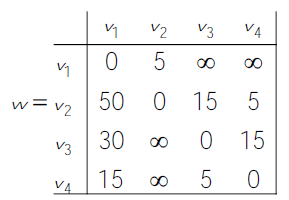 v₁ v₂ v₃ v₄
v₁ 0 5 ∞ ∞
w = v₂ 50 0 15 5
v₃ 30 ∞ 0 15
v₄ 15 ∞ 5 0